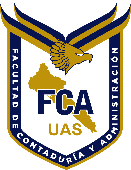 FACULTAD DE CONTADURÍA Y ADMINISTRACIÓN
FCA
UAS